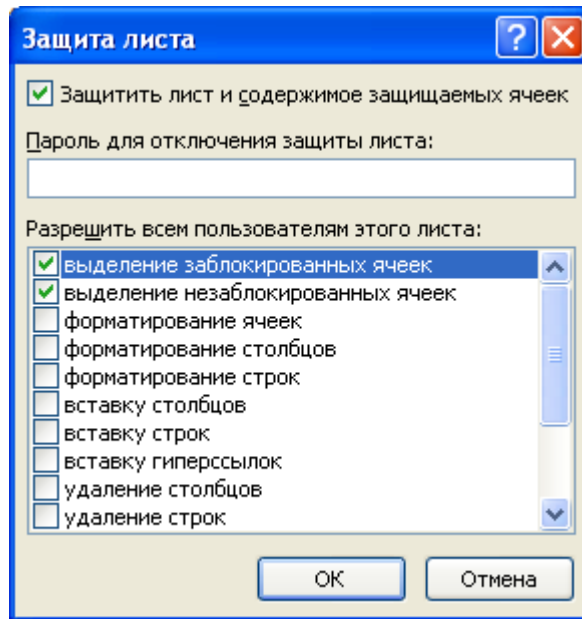 Защита листа
Защитить лист и содержимое защищаемых ячеек
Пароль для отключения защиты листа:
Разрешить всем пользователям этого листа:
выделение заблокированных ячеек
выделение незаблокированных ячеек
форматирование ячеек
форматирование столбцов
форматирование строк
вставку столбцов
вставку строк
вставку гиперссылок
удаление столбцов
удаление строк
ОК Отмена